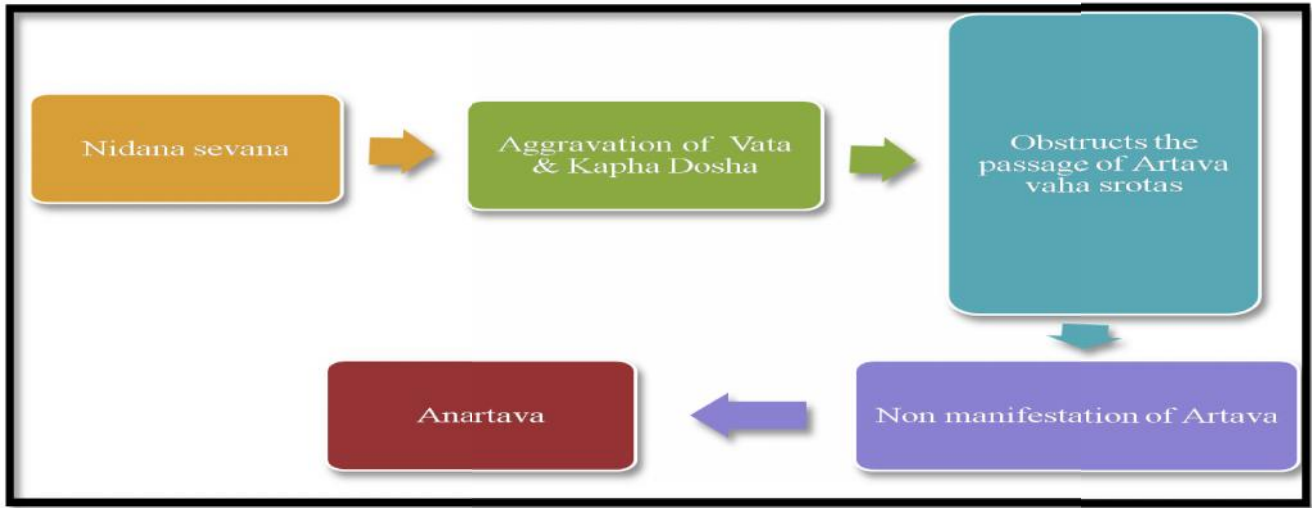 Nidana sevana
Aggravation of Vata
& Kapha Dosha
Obstructs the
passage of Artava
vaha srotas
Non manifestation of Artava
Anartava